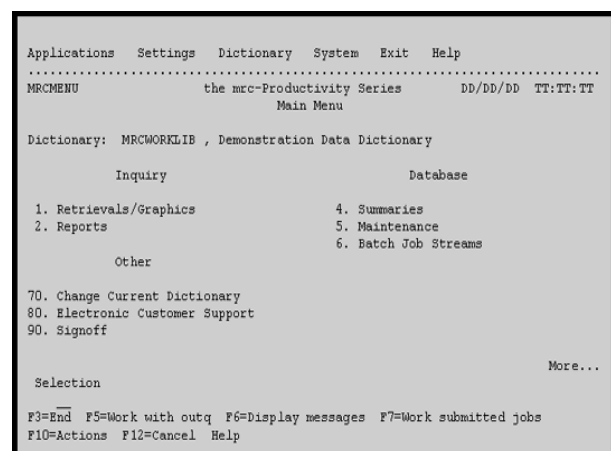 Applications Settings Dictionary System Exit Help
................................................................................
MRCMENU the mrc-Productivity Series DD/DD/DD TT:TT:TT
Main Menu
Dictionary: MRCWORKLIB , Demonstration Data Dictionary
Inquiry Database
1. Retrievals/Graphics 4. Summaries
2. Reports 5. Maintenance
6. Batch Job Streams
Other
70. Change Current Dictionary
80. Electronic Customer Support
90. Signoff
More...
Selection
F3=End F5=Work with outq F6=Display messages F7=Work submitted jobs
F10=Actions F12=Cancel Help